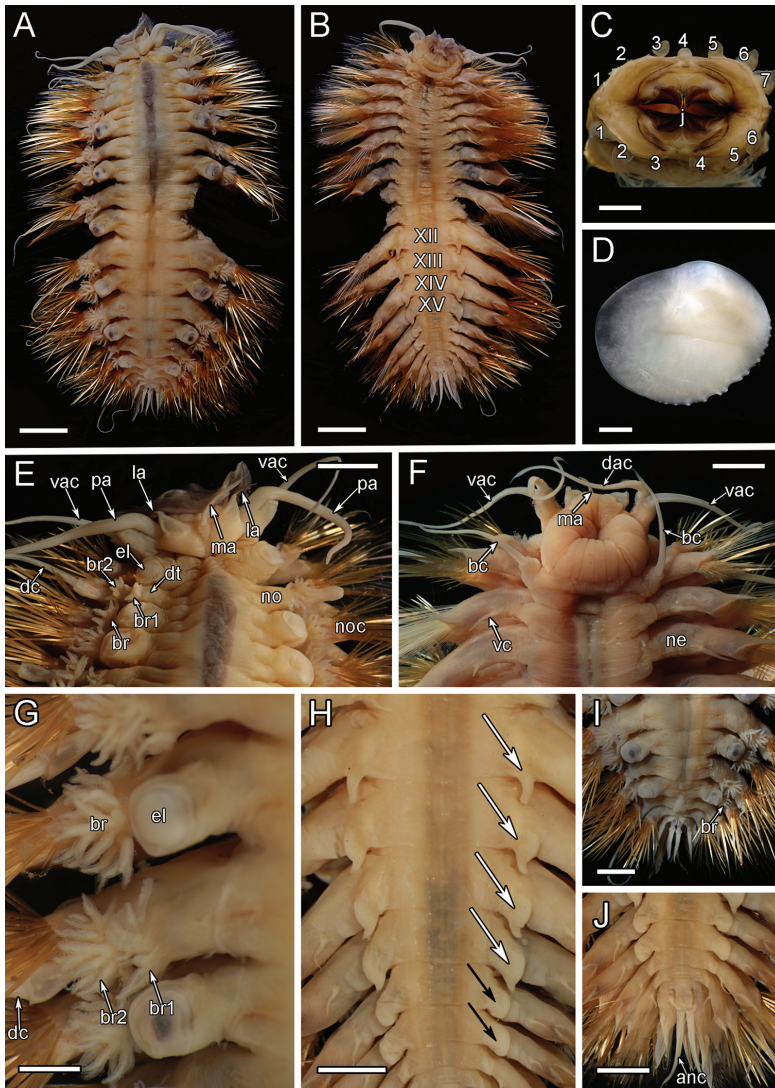 A
B
XII
XIII
XIV
XV
C
1 2 3 4 5 6 7
j
1 2 3 4 5 6
D
E
vac pa la ma la vac pa
el
br2 dt
dc br1 no
br noc
F
vac dac vac
ma
bc bc
vc ne
G
br el
br2 br1
dc
H
I
br
J
anc